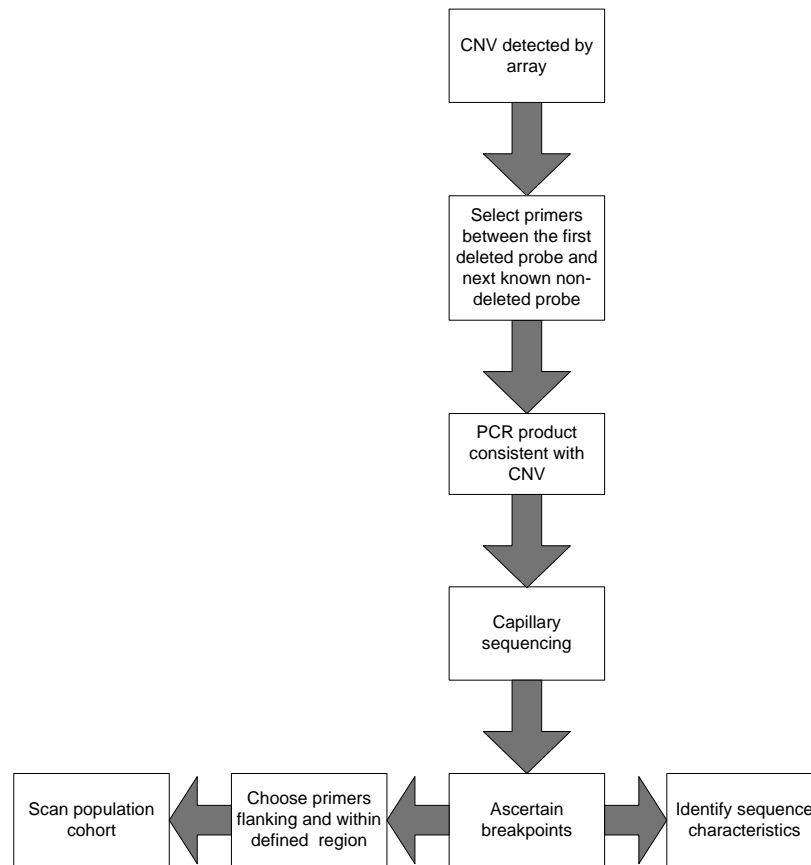 CNV detected by
array
Select primers
between the first
deleted probe and
next known non-
deleted probe
PCR product
consistent with
CNV
Capillary
sequencing
Scan population
cohort
Choose primers
flanking and within
defined region
Ascertain
breakpoints
Identify sequence
characteristics